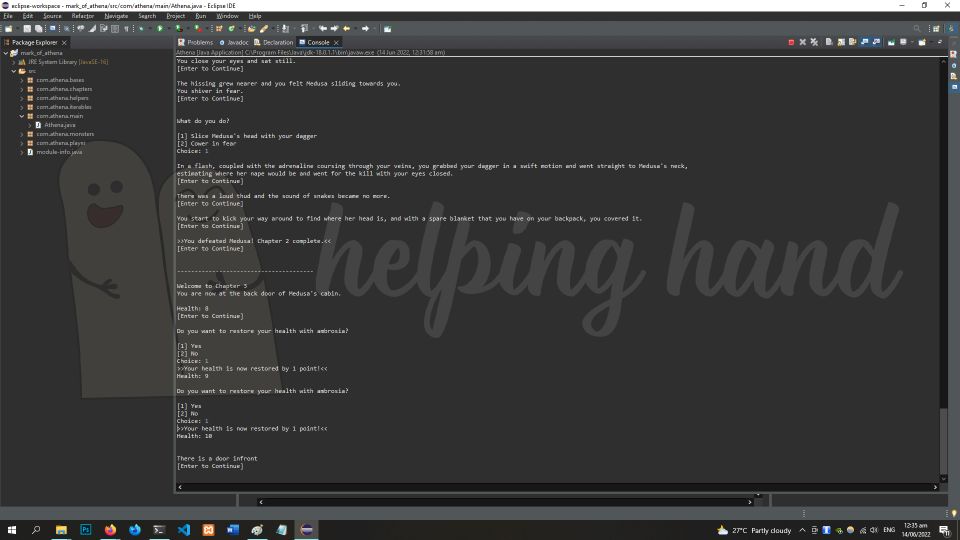 eclipse-workspace - mark_of_athena/src/com/athena/main/Athena.java - Eclipse IDE
File Edit Source Refactor Navigate Search Project Run Window Help
Package Explorer
Problems Javadoc Declaration Console
Athena [Java Application] C:\Program Files\Java\jdk-18.0.1.1\bin\javaw.exe (14 Jun 2022, 12:31:58 am)
mark_of_athena
JRE System Library [JavaSE-16]
src
com.athena.bases
com.athena.chapters
com.athena.helpers
com.athena.iterables
com.athena.main
Athena.java
com.athena.monsters
com.athena.player
module-info.java
You close your eyes and sat still.
[Enter to Continue]
The hissing grew nearer and you felt Medusa sliding towards you.
You shiver in fear.
[Enter to Continue]
What do you do?
[1] Slice Medusa's head with your dagger
[2] Cower in fear
Choice: 1
In a flash, coupled with the adrenaline coursing through your veins, you grabbed your dagger in a swift motion and went straight to Medusa's neck,
estimating where her nape would be and went for the kill with your eyes closed.
[Enter to Continue]
There was a loud thud and the sound of snakes became no more.
[Enter to Continue]
You start to kick your way around to find where her head is, and with a spare blanket that you have on your backpack, you covered it.
[Enter to Continue]
>>You defeated Medusa! Chapter 2 complete.<<
[Enter to Continue]
--------------------------------------
Welcome to Chapter 3
You are now at the back door of Medusa's cabin.
Health: 8
[Enter to Continue]
Do you want to restore your health with ambrosia?
[1] Yes
[2] No
Choice: 1
>>Your health is now restored by 1 point!<<
Health: 9
Do you want to restore your health with ambrosia?
[1] Yes
[2] No
Choice: 1
>>Your health is now restored by 1 point!<<
Health: 10
There is a door infront
[Enter to Continue]
helping hand
27°C Partly cloudy
ENG
12:35 am
14/06/2022